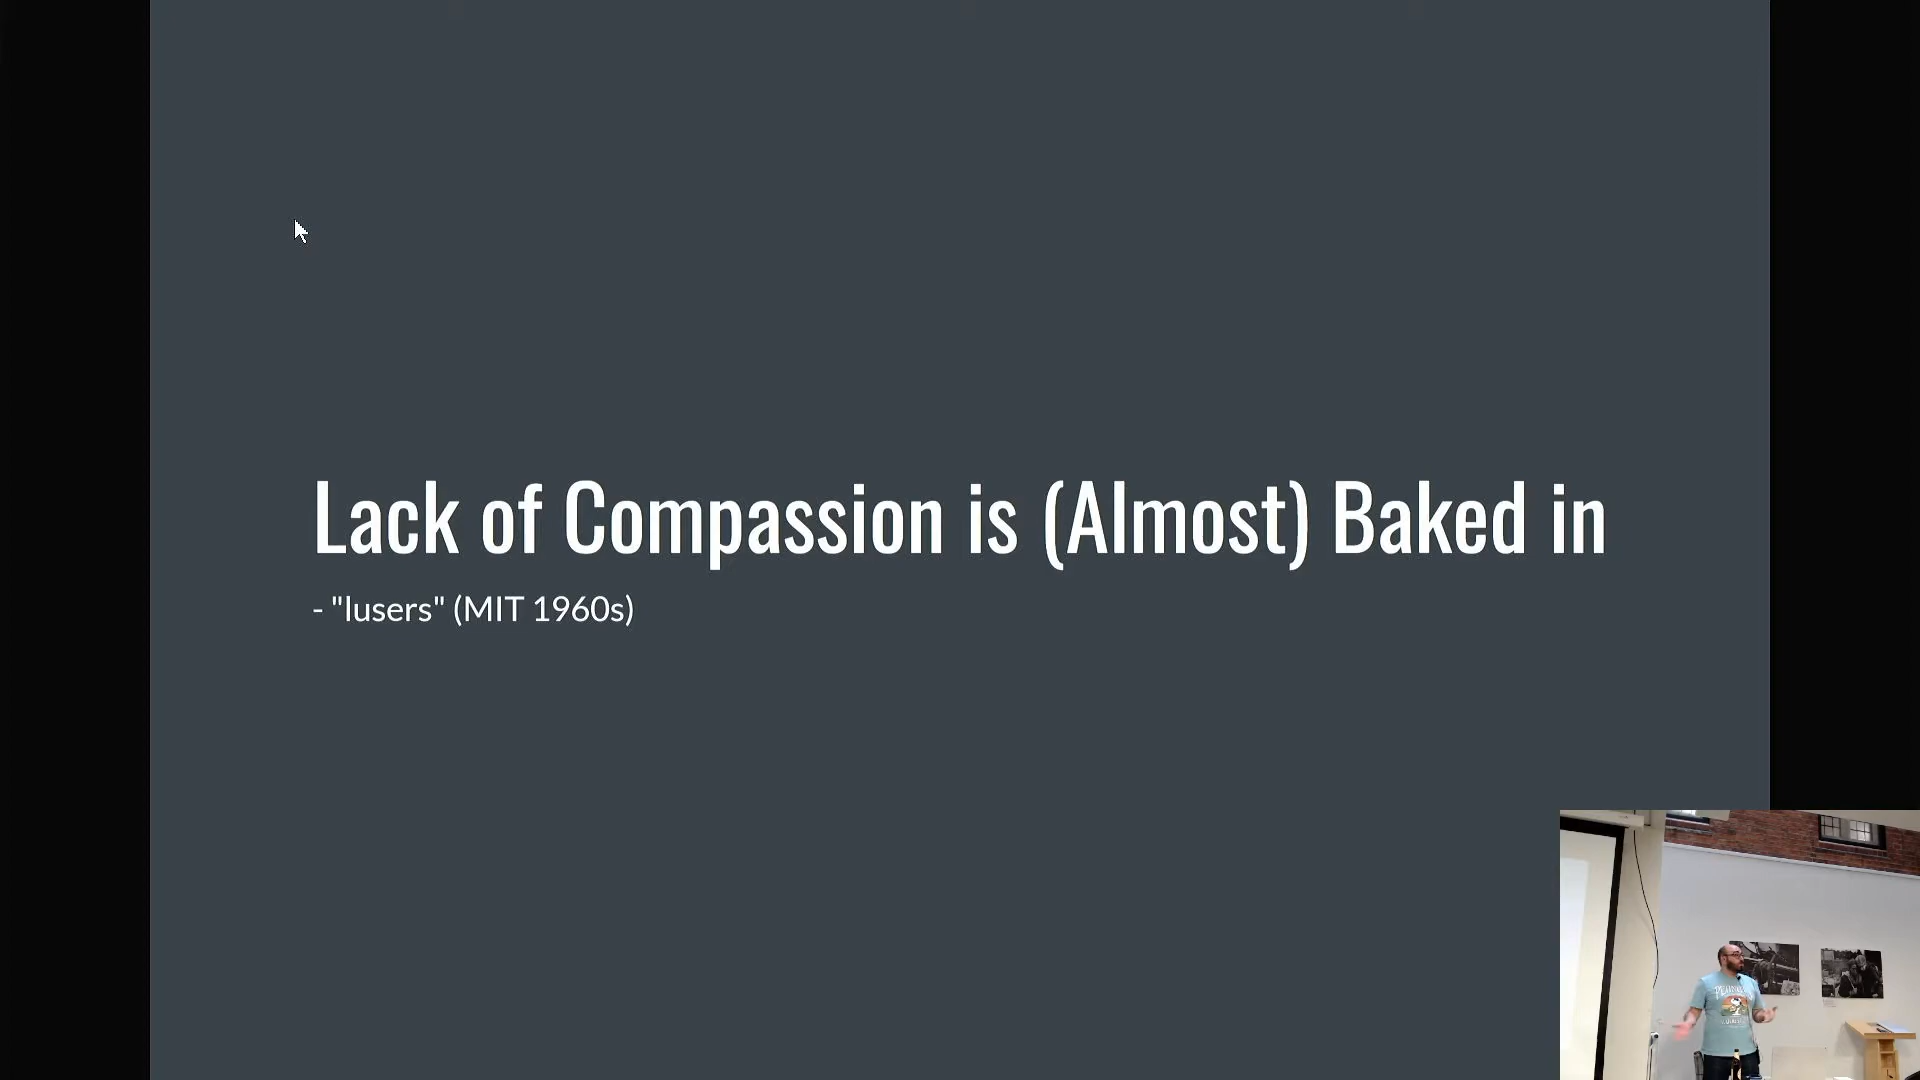 Lack of Compassion is (Almost) Baked in
- "lusers" (MIT 1960s)